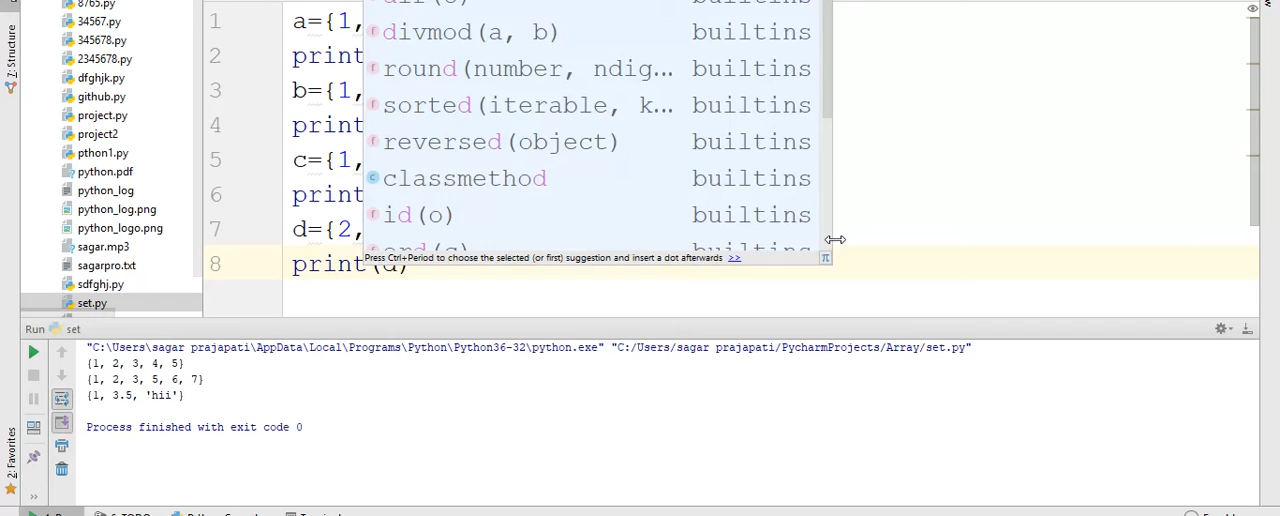 8765.py
34567.py
345678.py
2345678.py
dfghjk.py
github.py
project.py
project2
pthon1.py
python.pdf
python_log
python_log.png
python_logo.png
sagar.mp3
sagarpro.txt
sdfghj.py
set.py
Z: Structure
1 a={1,
2 print
3 b={1,
4 print
5 c={1,
6 print
7 d={2,
8 print(d)
divmod(a, b) builtins
round(number, ndig... builtins
sorted(iterable, k... builtins
reversed(object) builtins
classmethod builtins
id(o) builtins
ord(c) builtins
Press Ctrl+Period to choose the selected (or first) suggestion and insert a dot afterwards >>
π
Run set
"C:\Users\sagar prajapati\AppData\Local\Programs\Python\Python36-32\python.exe" "C:/Users/sagar prajapati/PycharmProjects/Array/set.py"
{1, 2, 3, 4, 5}
{1, 2, 3, 5, 6, 7}
{1, 3.5, 'hii'}
Process finished with exit code 0
2: Favorites
>>